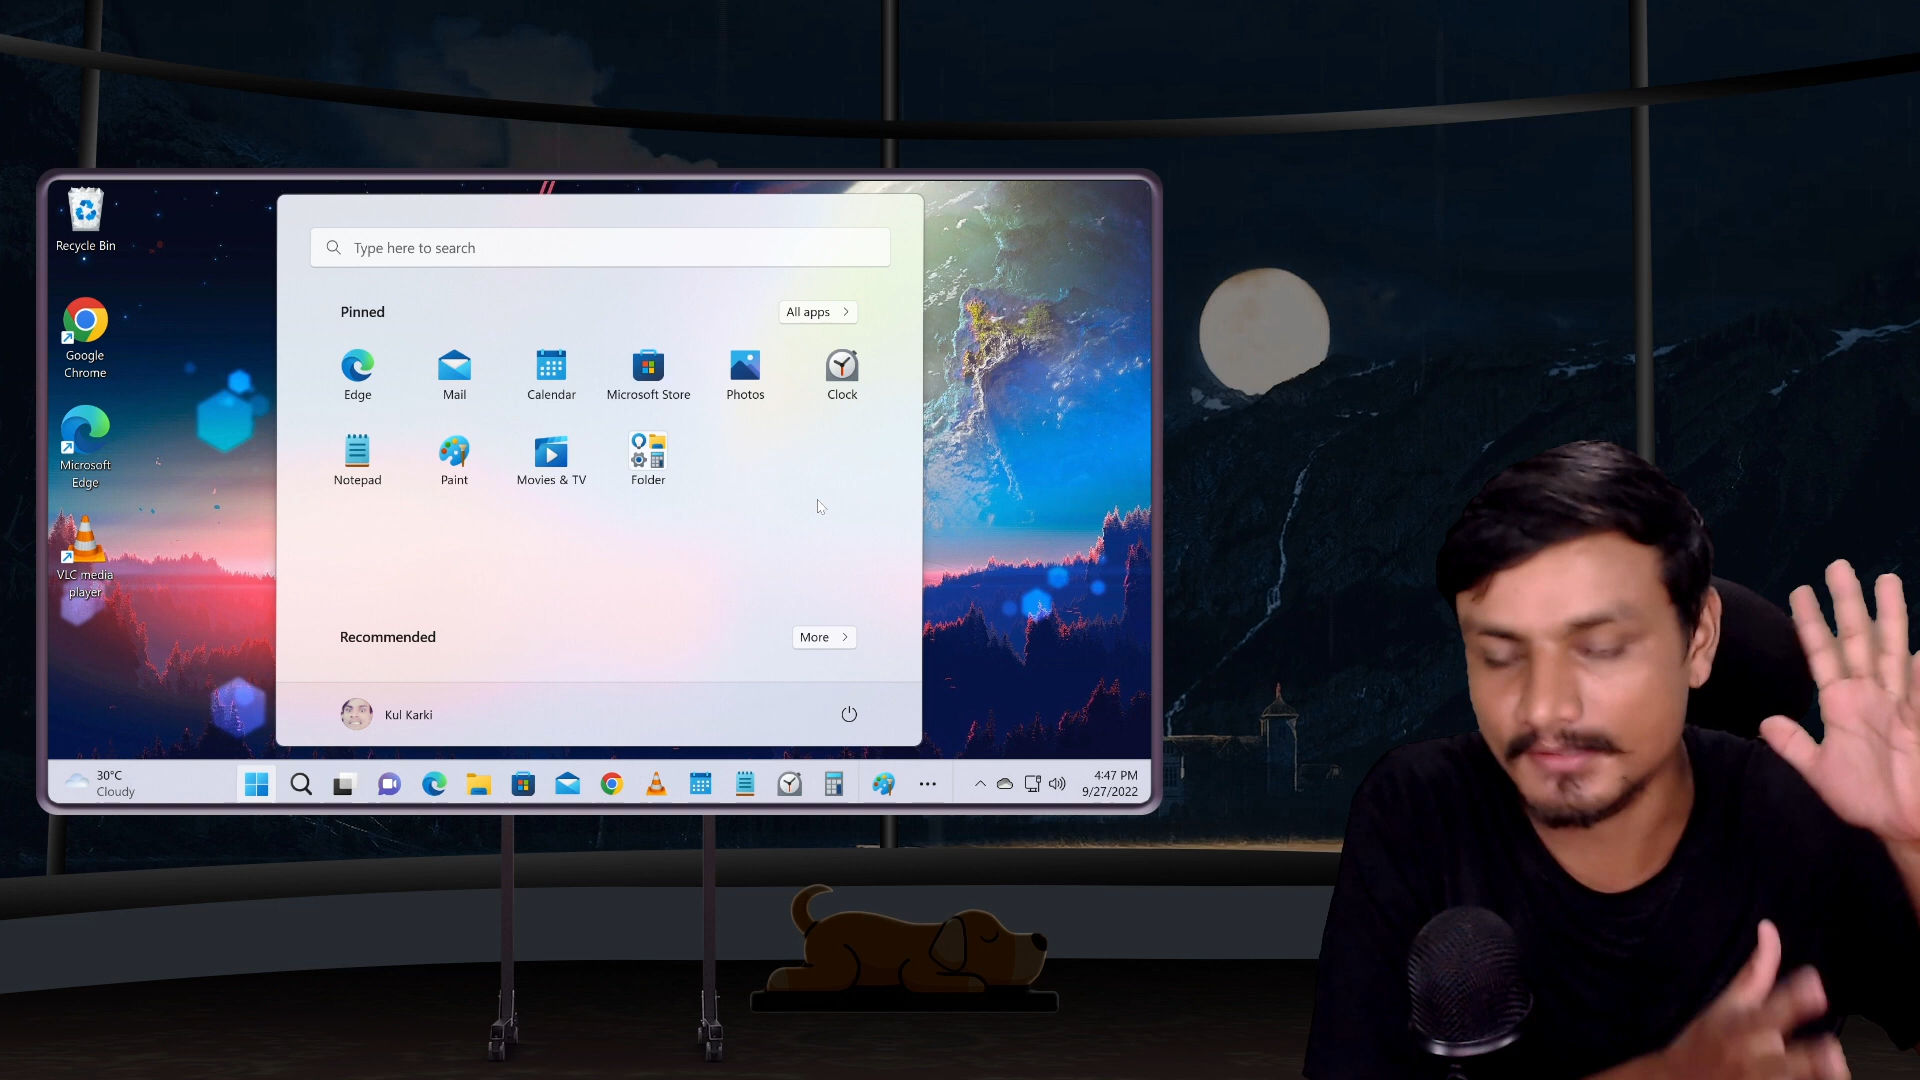 Recycle Bin
Google
Chrome
Microsoft
Edge
VLC media
player
Type here to search
Pinned
All apps
Edge
Mail
Calendar
Microsoft Store
Photos
Clock
Notepad
Paint
Movies & TV
Folder
Recommended
More
Kul Karki
30°C
Cloudy
4:47 PM
9/27/2022